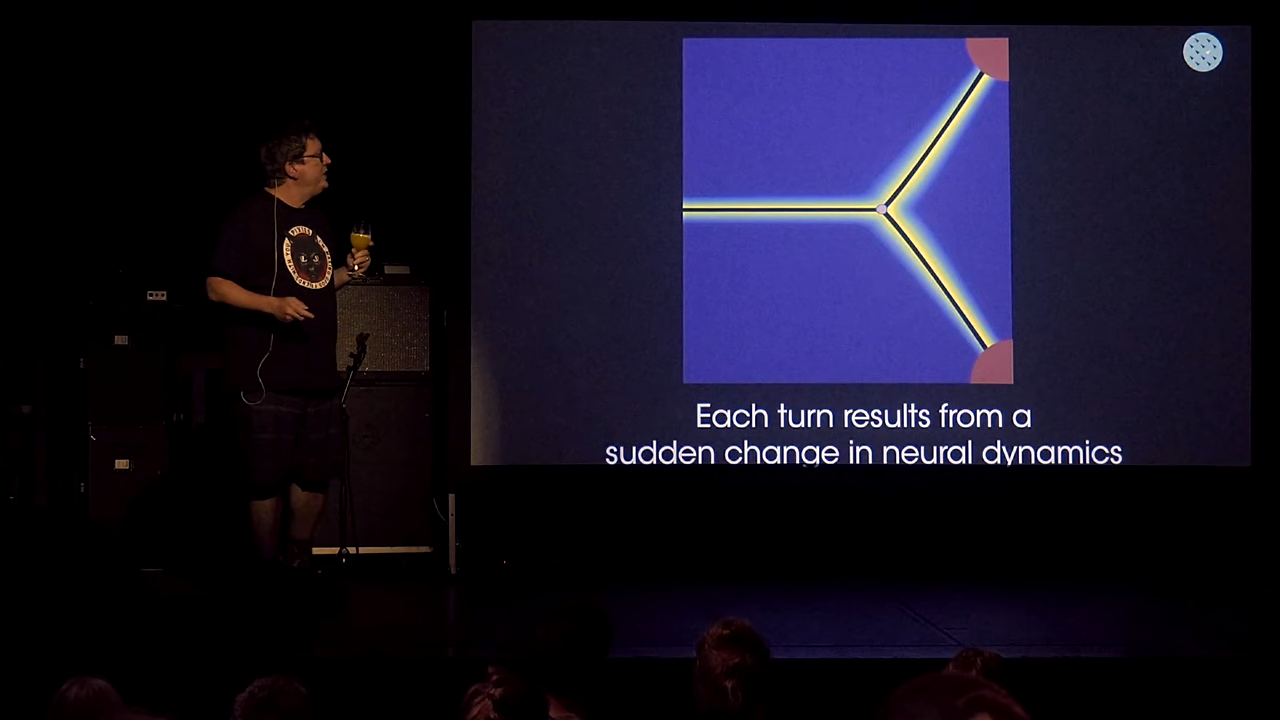 Each turn results from a
sudden change in neural dynamics